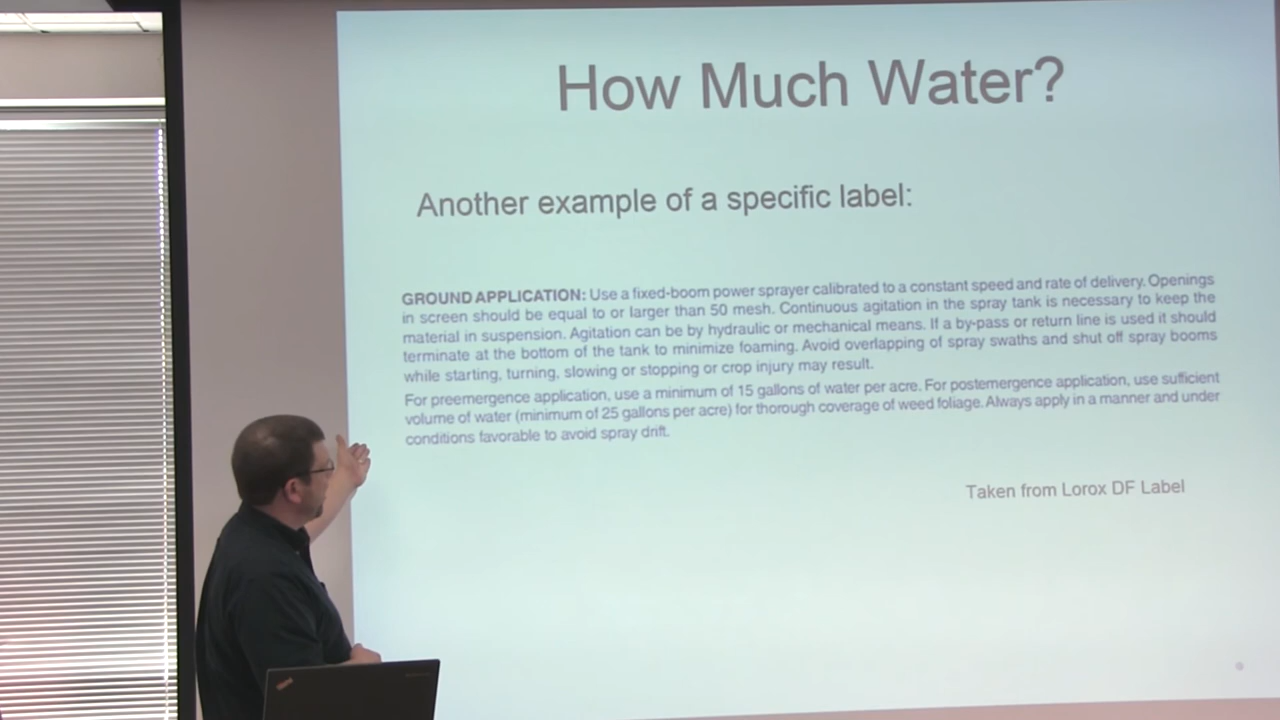 How Much Water?
Another example of a specific label:
GROUND APPLICATION: Use a fixed-boom power sprayer calibrated to a constant speed and rate of delivery. Openings
in screen should be equal to or larger than 50 mesh. Continuous agitation in the spray tank is necessary to keep the
material in suspension. Agitation can be by hydraulic or mechanical means. If a by-pass or return line is used it should
terminate at the bottom of the tank to minimize foaming. Avoid overlapping of spray swaths and shut off spray booms
while starting, turning, slowing or stopping or crop injury may result.
For preemergence application, use a minimum of 15 gallons of water per acre. For postemergence application, use sufficient
volume of water (minimum of 25 gallons per acre) for thorough coverage of weed foliage. Always apply in a manner and under
conditions favorable to avoid spray drift.
Taken from Lorox DF Label
ThinkPad